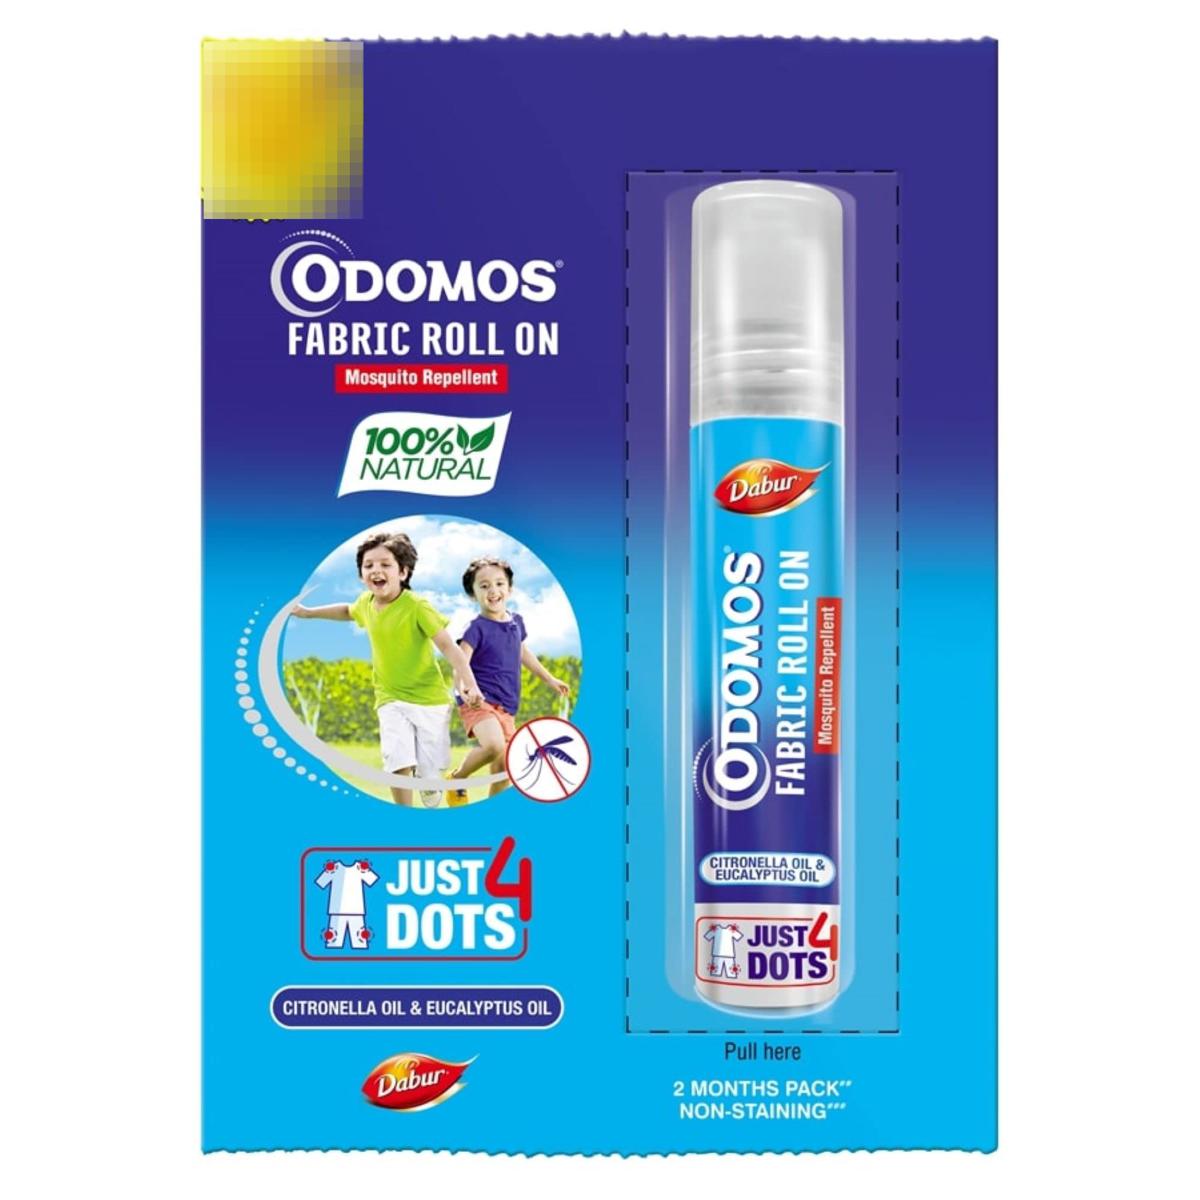 ODOMOS®
FABRIC ROLL ON
Mosquito Repellent
100%
NATURAL
JUST 4
DOTS
CITRONELLA OIL & EUCALYPTUS OIL
Dabur
Dabur
ODOMOS®
FABRIC ROLL ON
Mosquito Repellent
CITRONELLA OIL &
EUCALYPTUS OIL
JUST 4
DOTS
Pull here
2 MONTHS PACK''
NON-STAINING'''